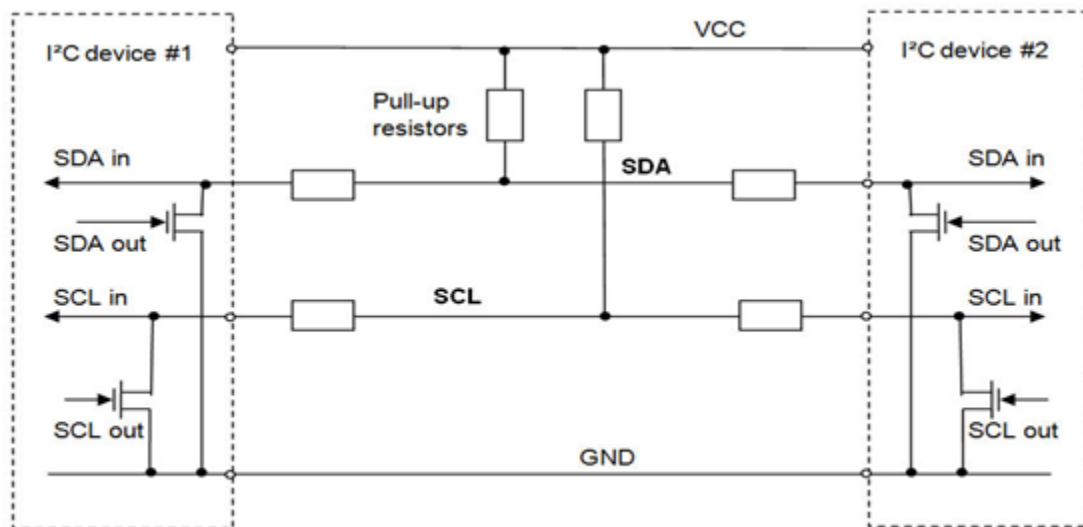 I²C device #1
VCC
I²C device #2
Pull-up
resistors
SDA in
SDA
SDA in
SDA out
SDA out
SCL in
SCL
SCL in
SCL out
SCL out
GND